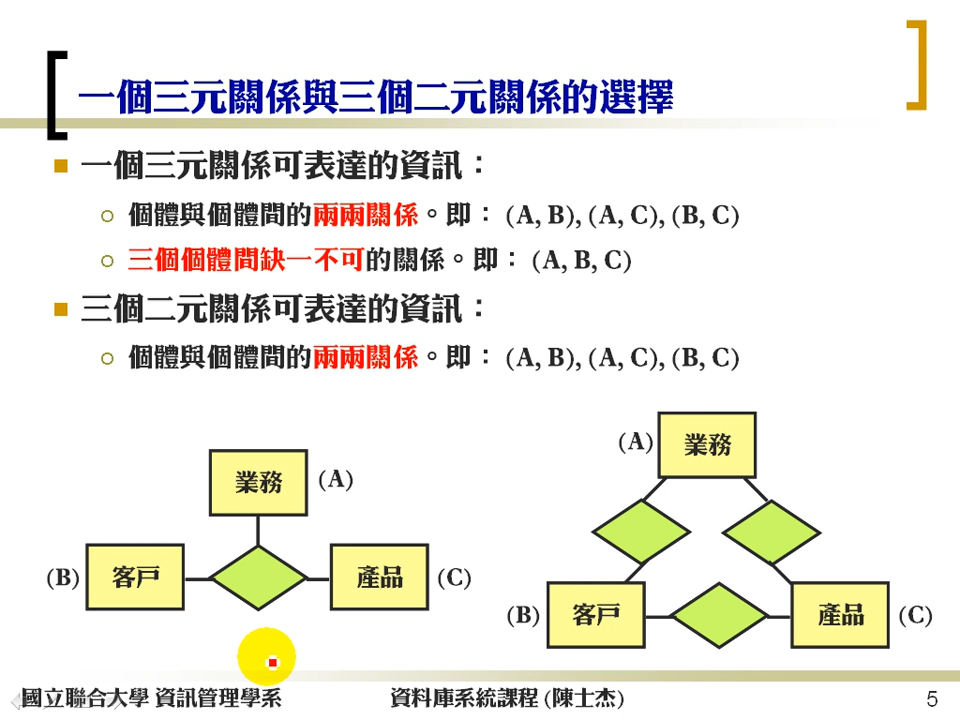 一個三元關係與三個二元關係的選擇
一個三元關係可表達的資訊：
個體與個體間的兩兩關係。即： (A, B), (A, C), (B, C)
三個個體間缺一不可的關係。即： (A, B, C)
三個二元關係可表達的資訊：
個體與個體間的兩兩關係。即： (A, B), (A, C), (B, C)
業務 (A)
(B) 客戶 產品 (C)
(A) 業務
(B) 客戶 產品 (C)
國立聯合大學 資訊管理學系 資料庫系統課程 (陳士杰) 5